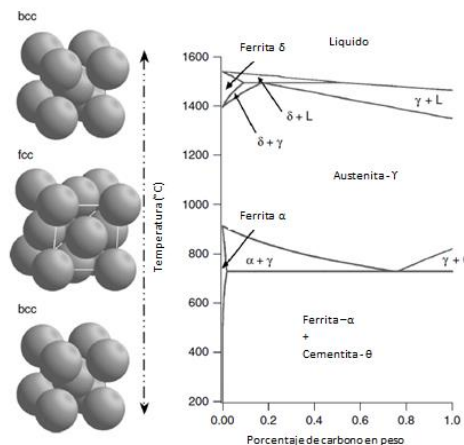 bcc
fcc
bcc
Temperatura (°C)
1600
1400
1200
1000
800
600
400
200
Ferrita δ
Liquido
δ + L
γ + L
δ + γ
Austenita - ϒ
Ferrita α
α + γ
γ +
Ferrita – α
+
Cementita - θ
0.00
0.2
0.4
0.6
0.8
1.0
Porcentaje de carbono en peso